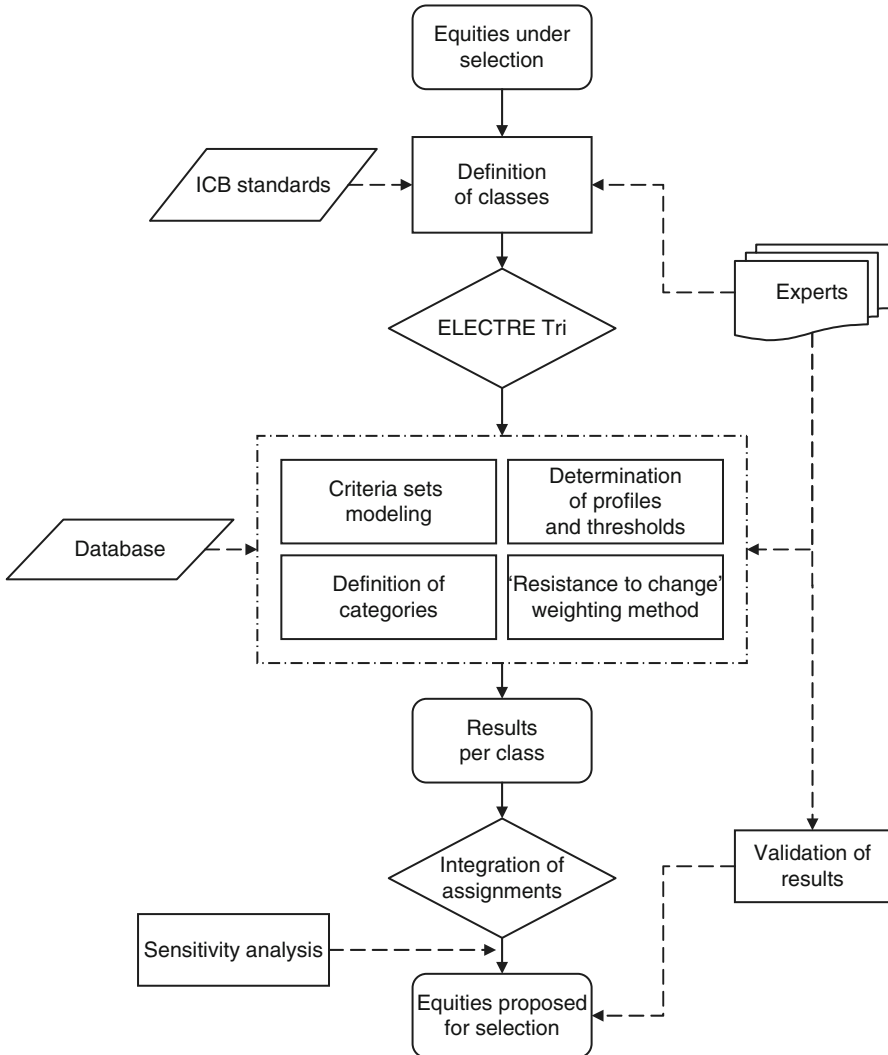 Equities under
selection
ICB standards
Definition
of classes
Experts
ELECTRE Tri
Criteria sets
modeling
Determination
of profiles
and thresholds
Database
Definition of
categories
‘Resistance to change’
weighting method
Results
per class
Integration of
assignments
Validation of
results
Sensitivity analysis
Equities proposed
for selection